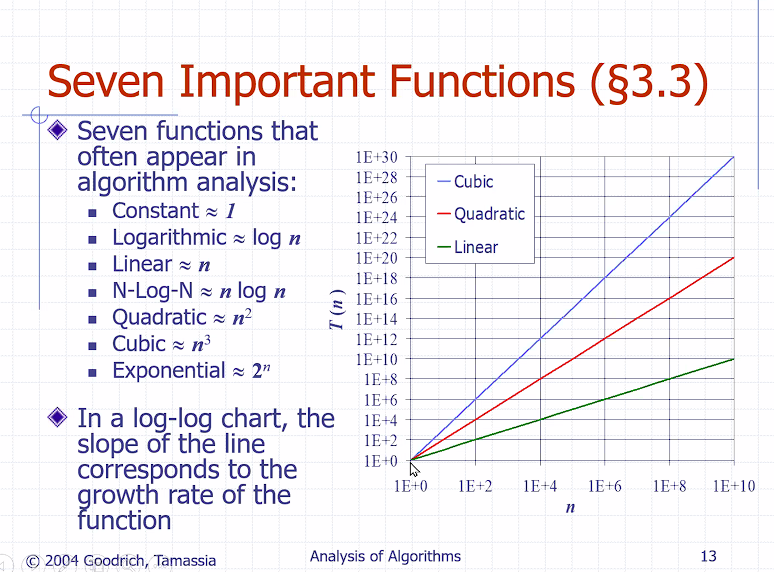 Seven Important Functions (§3.3)
Seven functions that
often appear in
algorithm analysis:
Constant ≈ 1
Logarithmic ≈ log n
Linear ≈ n
N-Log-N ≈ n log n
Quadratic ≈ n²
Cubic ≈ n³
Exponential ≈ 2ⁿ
In a log-log chart, the
slope of the line
corresponds to the
growth rate of the
function
1E+30
1E+28
1E+26
1E+24
1E+22
1E+20
1E+18
1E+16
1E+14
1E+12
1E+10
1E+8
1E+6
1E+4
1E+2
1E+0
T(n)
Cubic
Quadratic
Linear
1E+0 1E+2 1E+4 1E+6 1E+8 1E+10
n
© 2004 Goodrich, Tamassia
Analysis of Algorithms
13